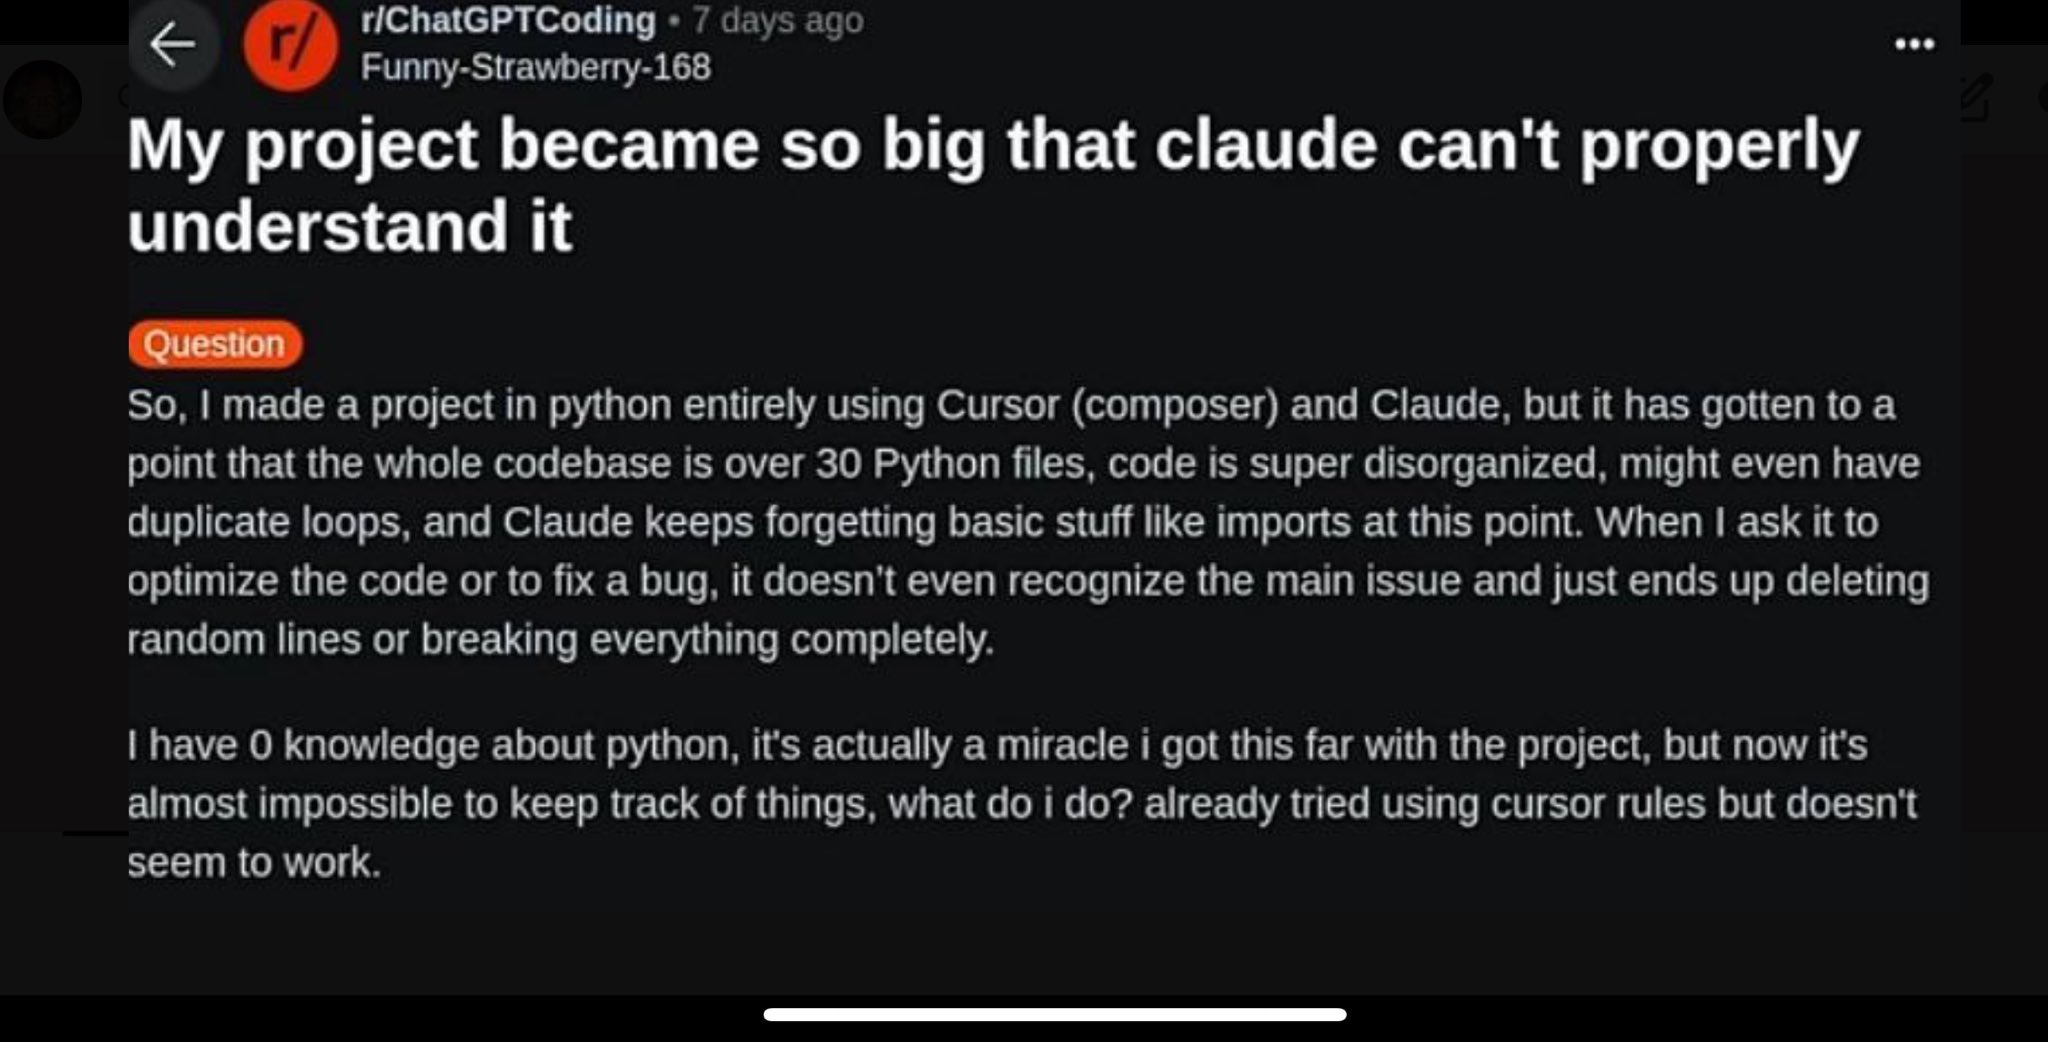 r/ChatGPTCoding • 7 days ago
r/
Funny-Strawberry-168
My project became so big that claude can't properly
understand it
Question
So, I made a project in python entirely using Cursor (composer) and Claude, but it has gotten to a
point that the whole codebase is over 30 Python files, code is super disorganized, might even have
duplicate loops, and Claude keeps forgetting basic stuff like imports at this point. When I ask it to
optimize the code or to fix a bug, it doesn't even recognize the main issue and just ends up deleting
random lines or breaking everything completely.
I have 0 knowledge about python, it's actually a miracle i got this far with the project, but now it's
almost impossible to keep track of things, what do i do? already tried using cursor rules but doesn't
seem to work.